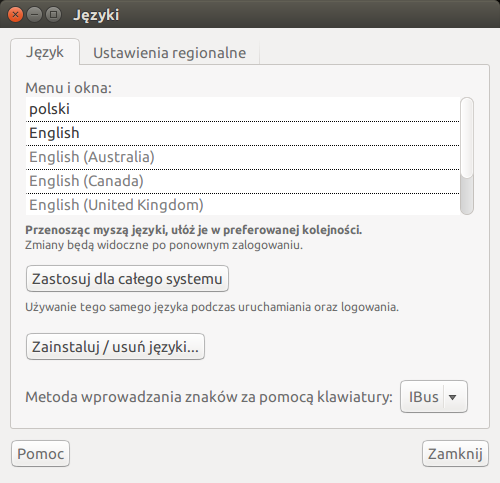 Języki
Język
Ustawienia regionalne
Menu i okna:
polski
English
English (Australia)
English (Canada)
English (United Kingdom)
Przenosząc myszą języki, ułóż je w preferowanej kolejności.
Zmiany będą widoczne po ponownym zalogowaniu.
Zastosuj dla całego systemu
Używanie tego samego języka podczas uruchamiania oraz logowania.
Zainstaluj / usuń języki...
Metoda wprowadzania znaków za pomocą klawiatury: IBus
Pomoc
Zamknij